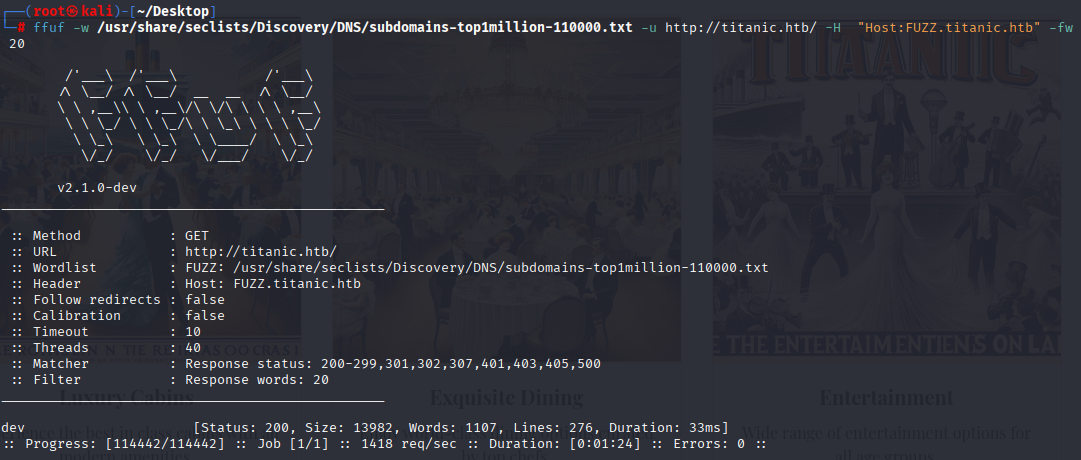 ┌──(root㉿kali)-[~/Desktop]
└─# ffuf -w /usr/share/seclists/Discovery/DNS/subdomains-top1million-110000.txt -u http://titanic.htb/ -H  "Host:FUZZ.titanic.htb" -fw
20
v2.1.0-dev
:: Method           : GET
:: URL              : http://titanic.htb/
:: Wordlist         : FUZZ: /usr/share/seclists/Discovery/DNS/subdomains-top1million-110000.txt
:: Header           : Host: FUZZ.titanic.htb
:: Follow redirects : false
:: Calibration      : false
:: Timeout          : 10
:: Threads          : 40
:: Matcher          : Response status: 200-299,301,302,307,401,403,405,500
:: Filter           : Response words: 20
TITANIC
THE ENTERTAIMENTIENS ON LA
Luxury Cabins
Exquisite Dining
Entertainment
dev                     [Status: 200, Size: 13982, Words: 1107, Lines: 276, Duration: 33ms]
:: Progress: [114442/114442] :: Job [1/1] :: 1418 req/sec :: Duration: [0:01:24] :: Errors: 0 ::
Wide range of entertainment options for
modern amenities
by top chefs
all age groups